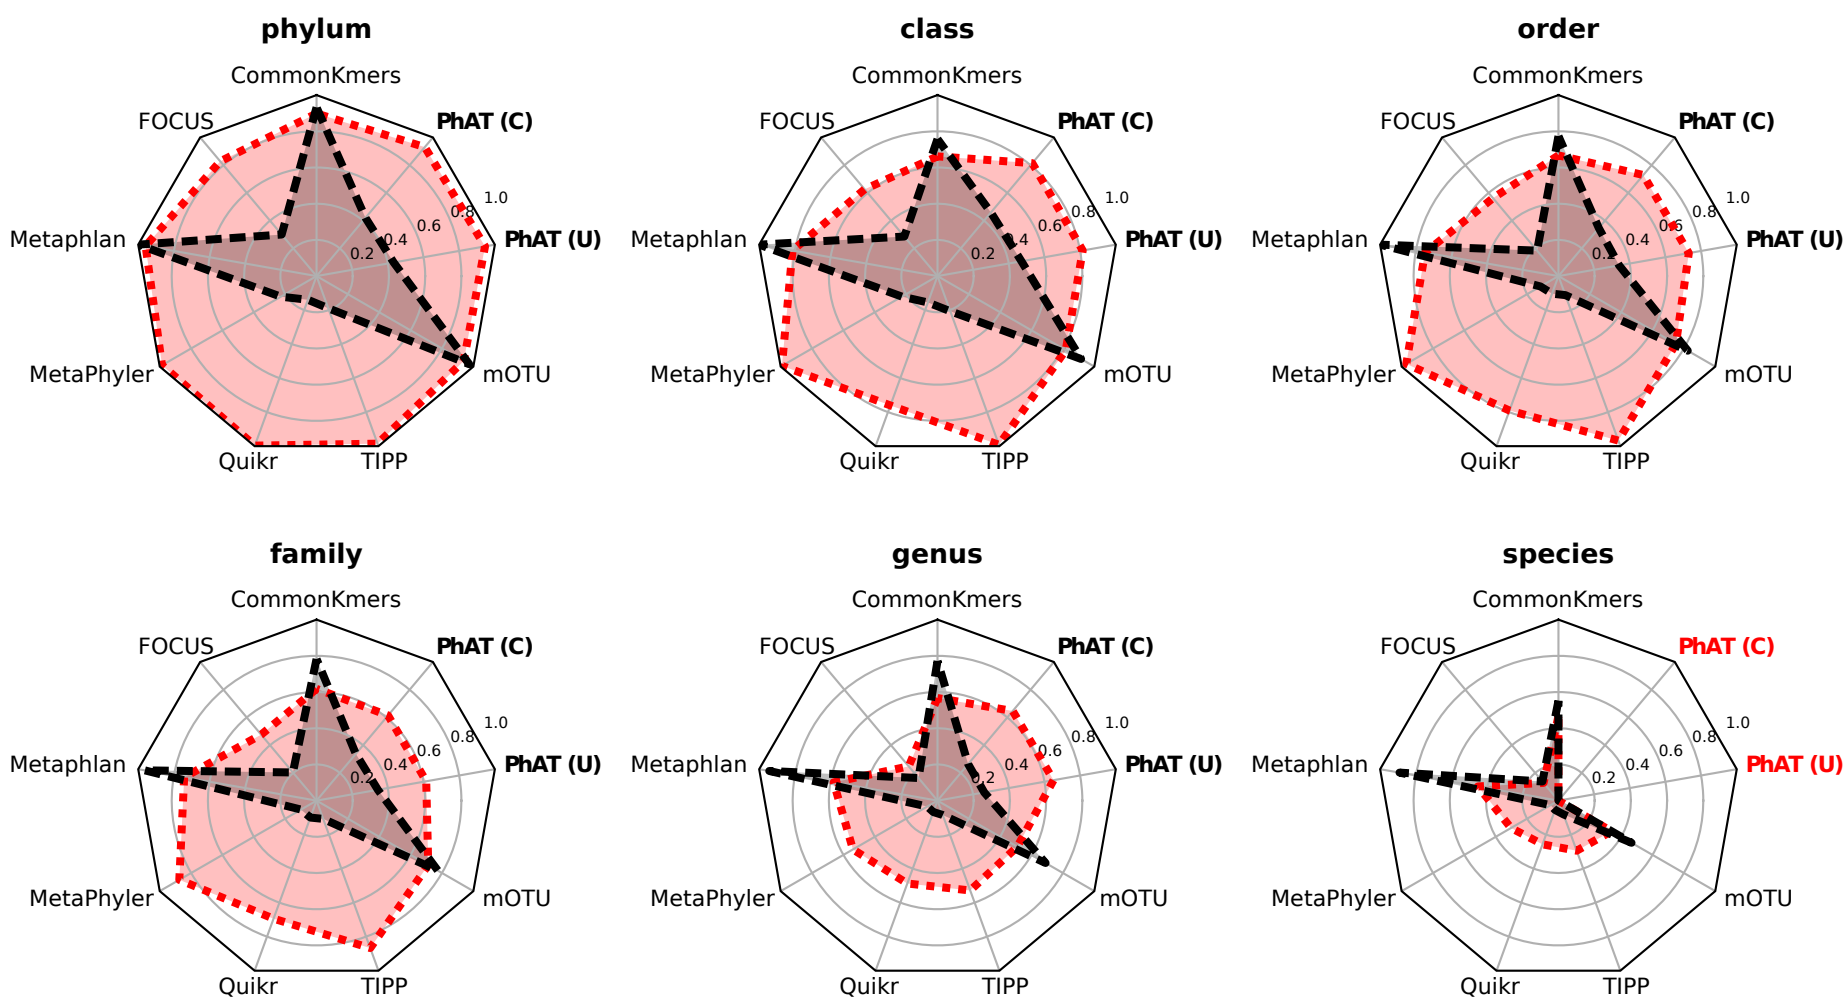 phylum
CommonKmers
FOCUS
PhAT (C)
1.0
0.8
0.6
0.4
0.2
Metaphlan
PhAT (U)
MetaPhyler
mOTU
Quikr
TIPP
class
CommonKmers
FOCUS
PhAT (C)
1.0
0.8
0.6
0.4
0.2
Metaphlan
PhAT (U)
MetaPhyler
mOTU
Quikr
TIPP
order
CommonKmers
FOCUS
PhAT (C)
1.0
0.8
0.6
0.4
0.2
Metaphlan
PhAT (U)
MetaPhyler
mOTU
Quikr
TIPP
family
CommonKmers
FOCUS
PhAT (C)
1.0
0.8
0.6
0.4
0.2
Metaphlan
PhAT (U)
MetaPhyler
mOTU
Quikr
TIPP
genus
CommonKmers
FOCUS
PhAT (C)
1.0
0.8
0.6
0.4
0.2
Metaphlan
PhAT (U)
MetaPhyler
mOTU
Quikr
TIPP
species
CommonKmers
FOCUS
PhAT (C)
1.0
0.8
0.6
0.4
0.2
Metaphlan
PhAT (U)
MetaPhyler
mOTU
Quikr
TIPP